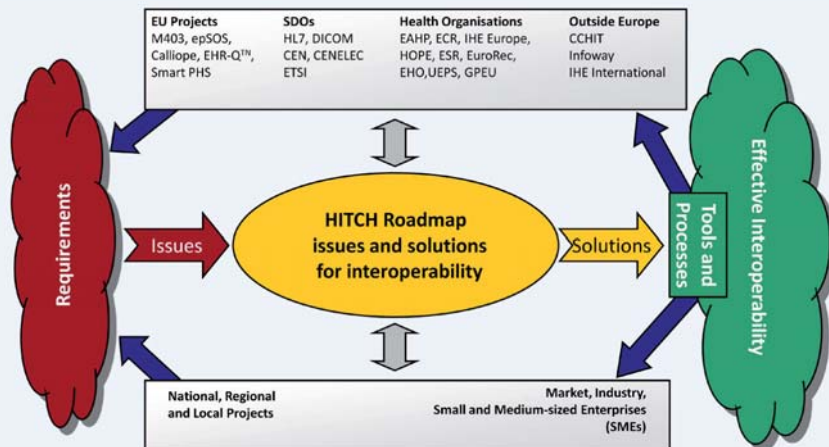 EU Projects
M403, epSOS,
Calliope, EHR-Qᵀᴺ,
Smart PHS
SDOs
HL7, DICOM
CEN, CENELEC
ETSI
Health Organisations
EAHP, ECR, IHE Europe,
HOPE, ESR, EuroRec,
EHO,UEPS, GPEU
Outside Europe
CCHIT
Infoway
IHE International
Requirements
Issues
HITCH Roadmap
issues and solutions
for interoperability
Solutions
Tools and
Processes
Effective Interoperability
National, Regional
and Local Projects
Market, Industry,
Small and Medium-sized Enterprises
(SMEs)